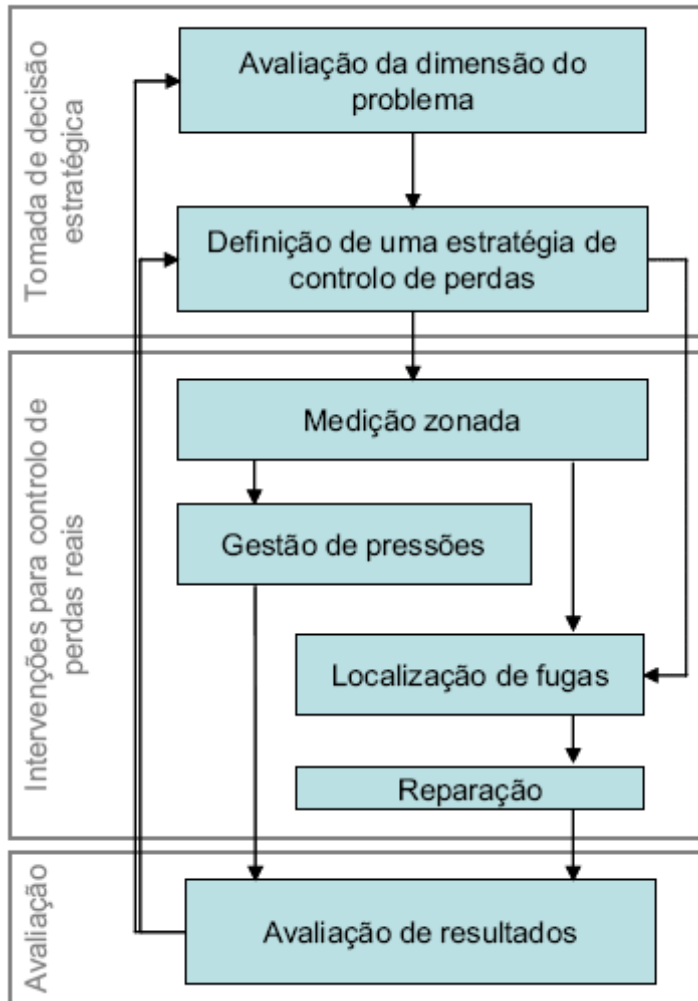 Tomada de decisão
estratégica
Avaliação da dimensão do
problema
Definição de uma estratégia de
controlo de perdas
Intervenções para controlo de
perdas reais
Medição zonada
Gestão de pressões
Localização de fugas
Reparação
Avaliação
Avaliação de resultados